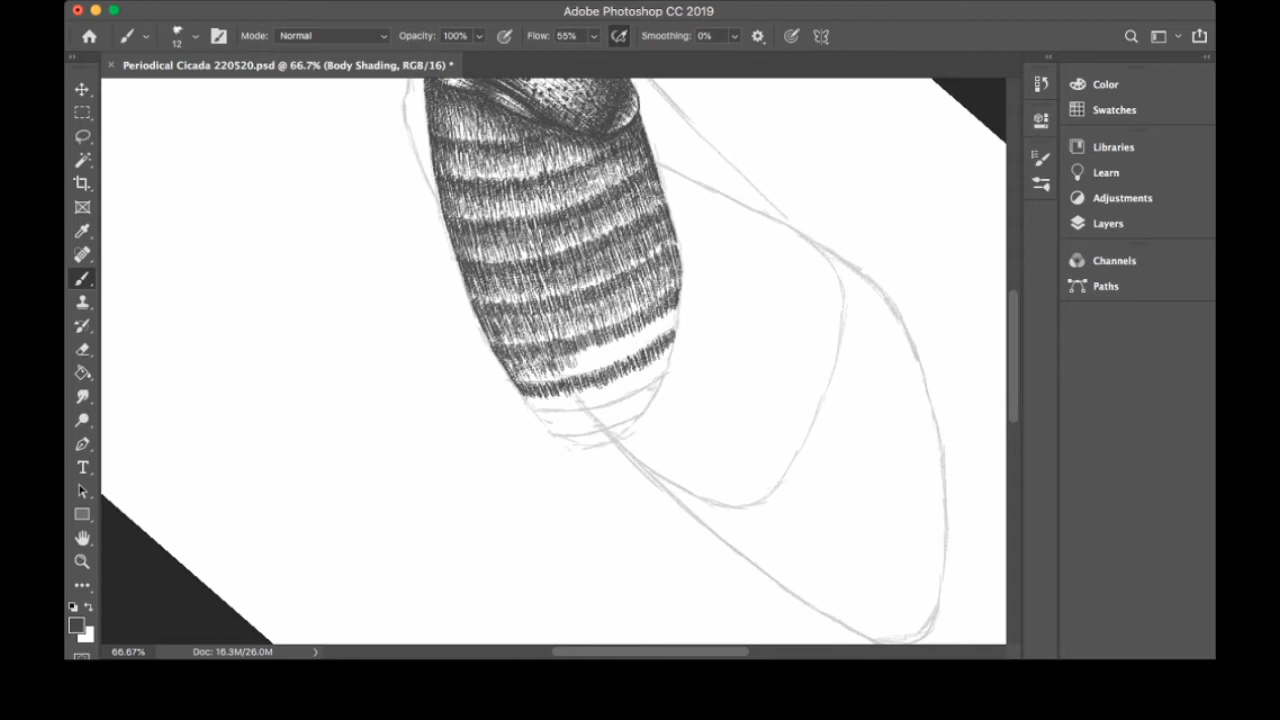 Adobe Photoshop CC 2019
12
Mode: Normal
Opacity: 100%
Flow: 55%
Smoothing: 0%
× Periodical Cicada 220520.psd @ 66.7% (Body Shading, RGB/16) *
Color
Swatches
Libraries
Learn
Adjustments
Layers
Channels
Paths
66.67%
Doc: 16.3M/26.0M